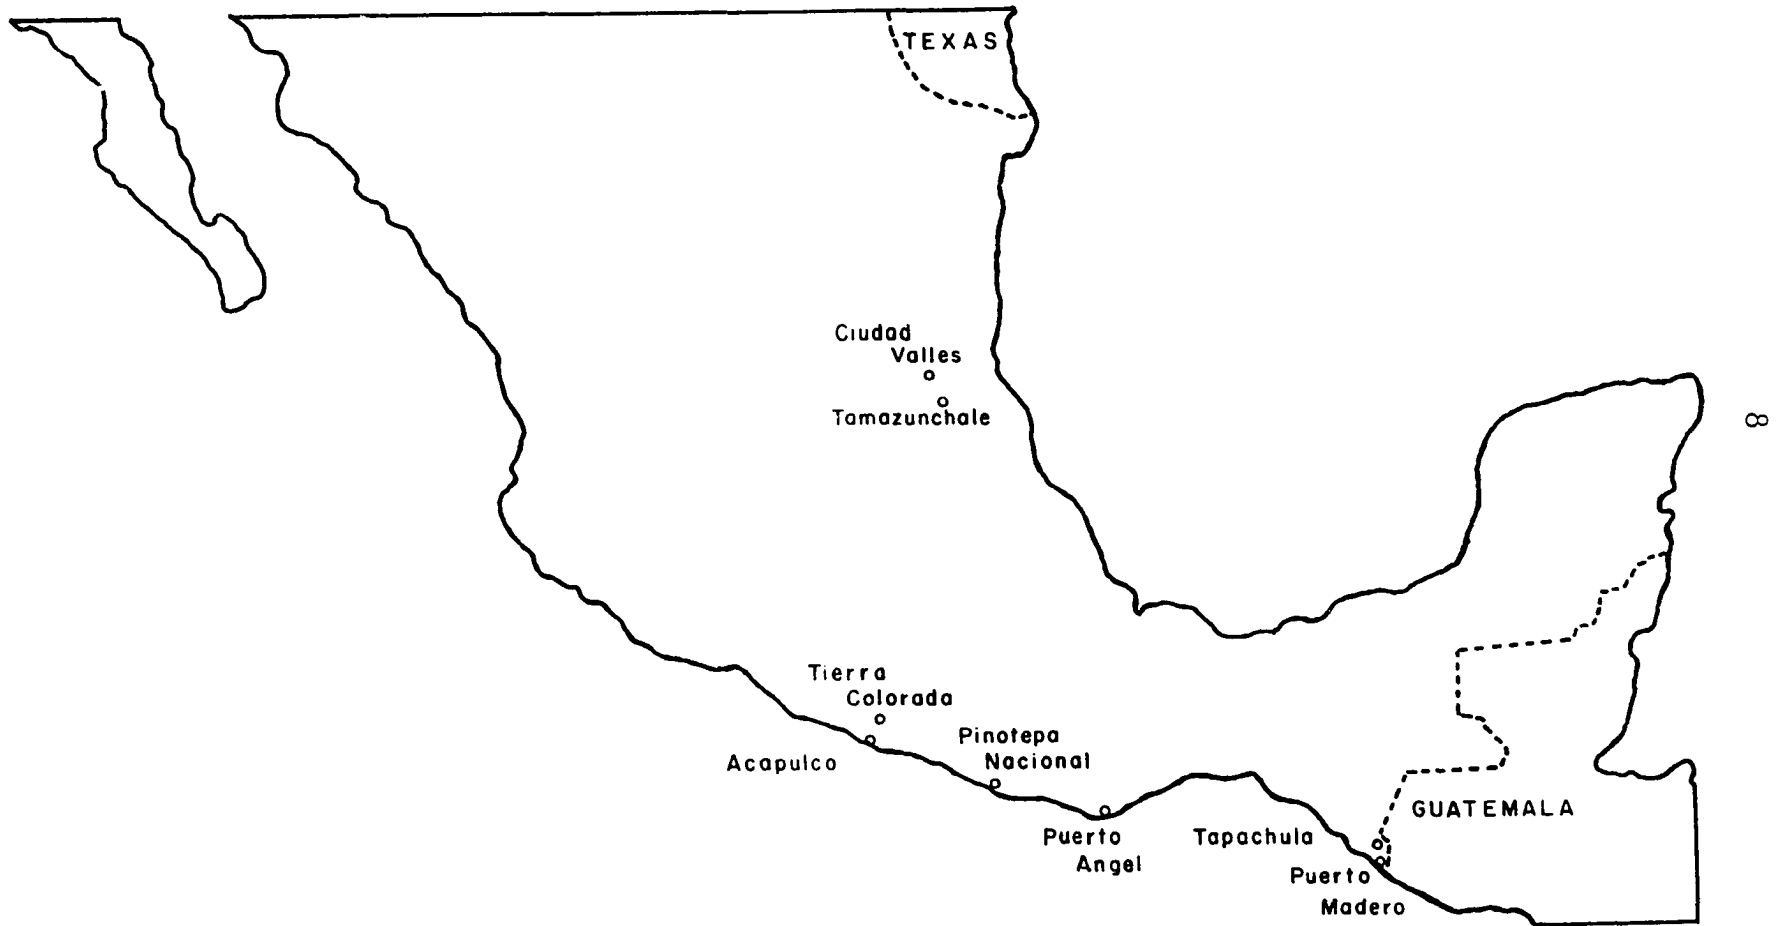 TEXAS
Ciudad
Valles
Tamazunchale
8
Tierra
Colorada
Acapulco
Pinotepa
Nacional
Puerto
Angel
Tapachula
GUATEMALA
Puerto
Madero